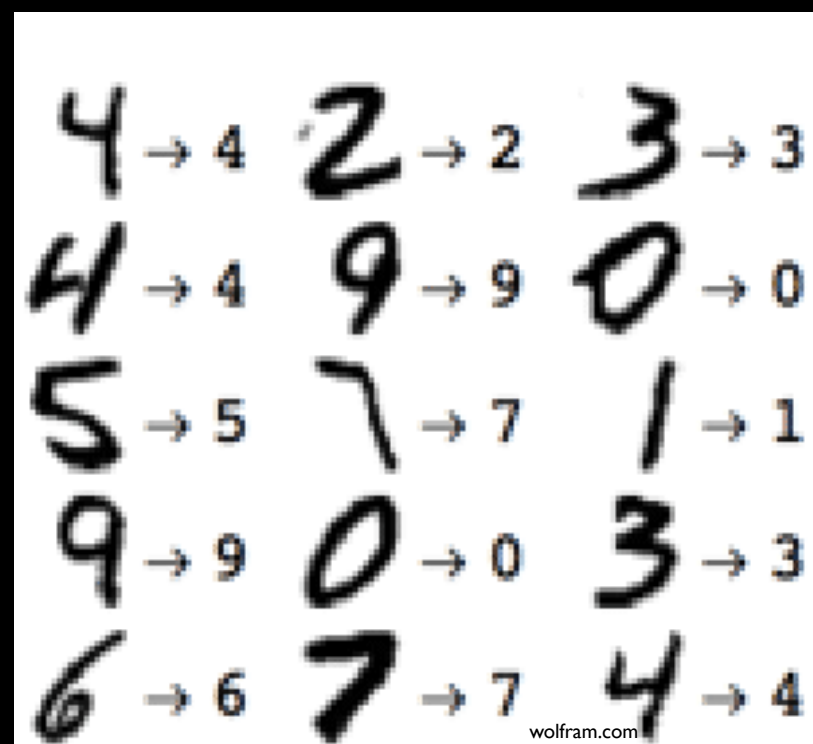 4 → 4 2 → 2 3 → 3
4 → 4 9 → 9 0 → 0
5 → 5 7 → 7 1 → 1
9 → 9 0 → 0 3 → 3
6 → 6 7 → 7 4 → 4
wolfram.com